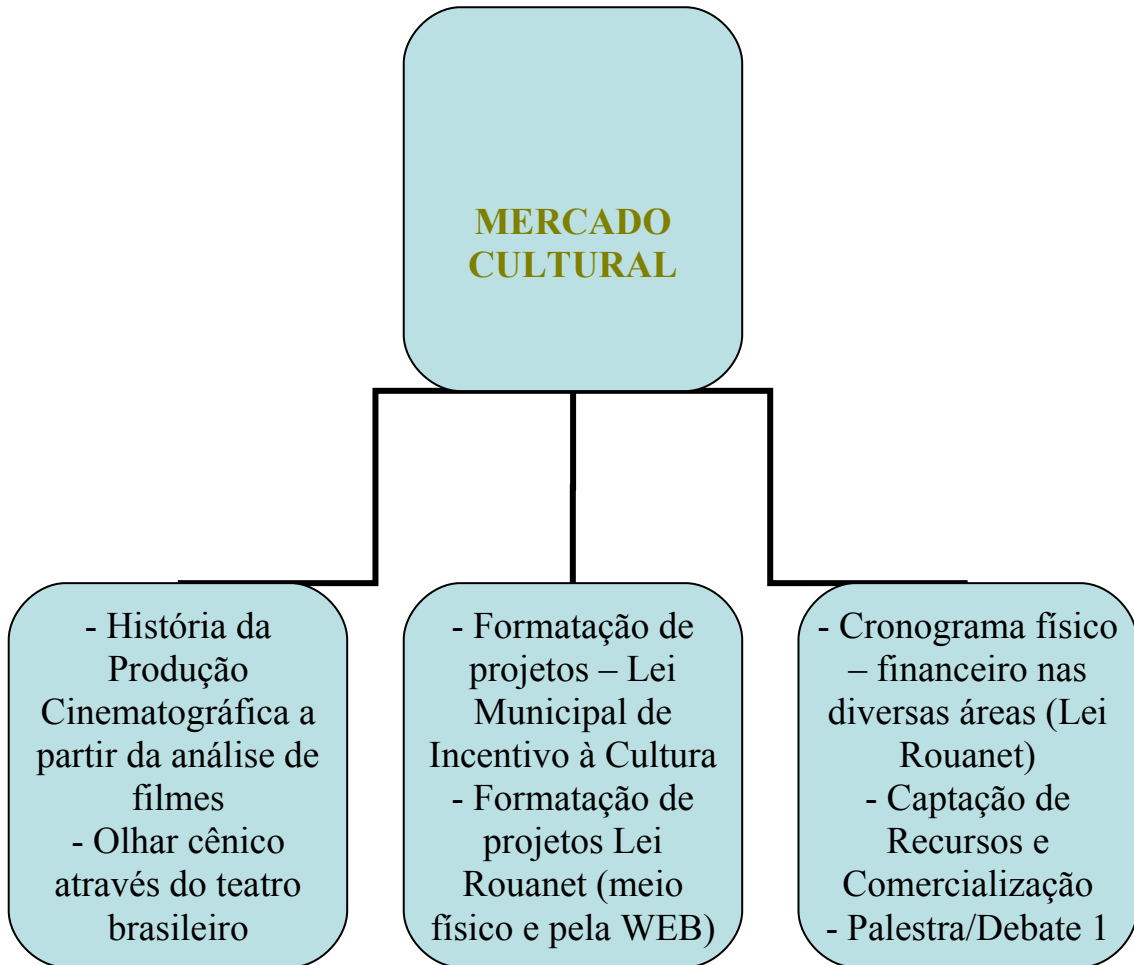 MERCADO
CULTURAL
- História da
Produção
Cinematográfica a
partir da análise de
filmes
- Olhar cênico
através do teatro
brasileiro
- Formatação de
projetos – Lei
Municipal de
Incentivo à Cultura
- Formatação de
projetos Lei
Rouanet (meio
físico e pela WEB)
- Cronograma físico
– financeiro nas
diversas áreas (Lei
Rouanet)
- Captação de
Recursos e
Comercialização
- Palestra/Debate 1